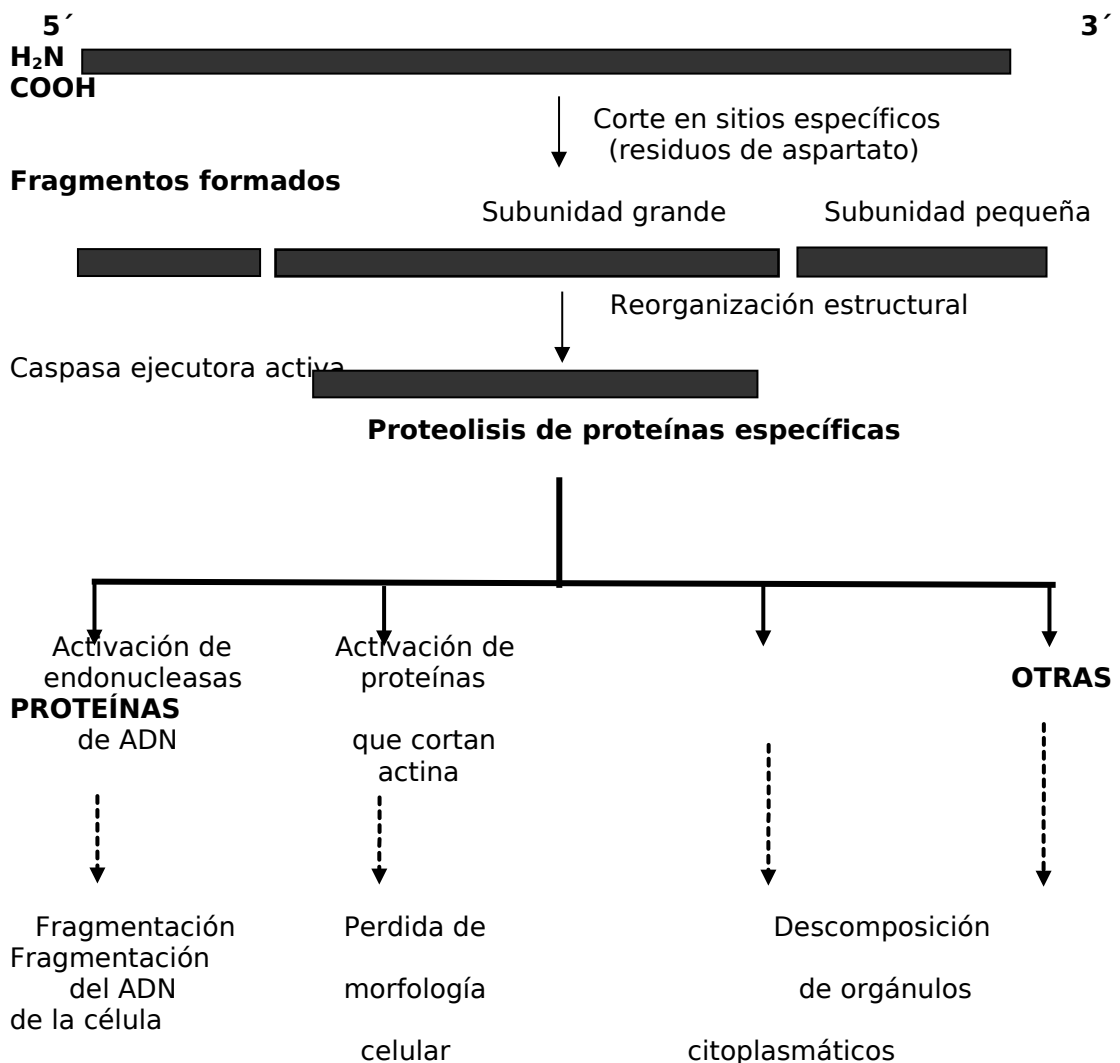 5´ 3´
H₂N
COOH
Corte en sitios específicos
(residuos de aspartato)
Fragmentos formados
Subunidad grande Subunidad pequeña
Reorganización estructural
Caspasa ejecutora activa
Proteolisis de proteínas específicas
Activación de Activación de
endonucleasas proteínas OTRAS
PROTEÍNAS
de ADN que cortan
actina
Fragmentación Perdida de Descomposición
Fragmentación
del ADN morfología de orgánulos
de la célula
celular citoplasmáticos